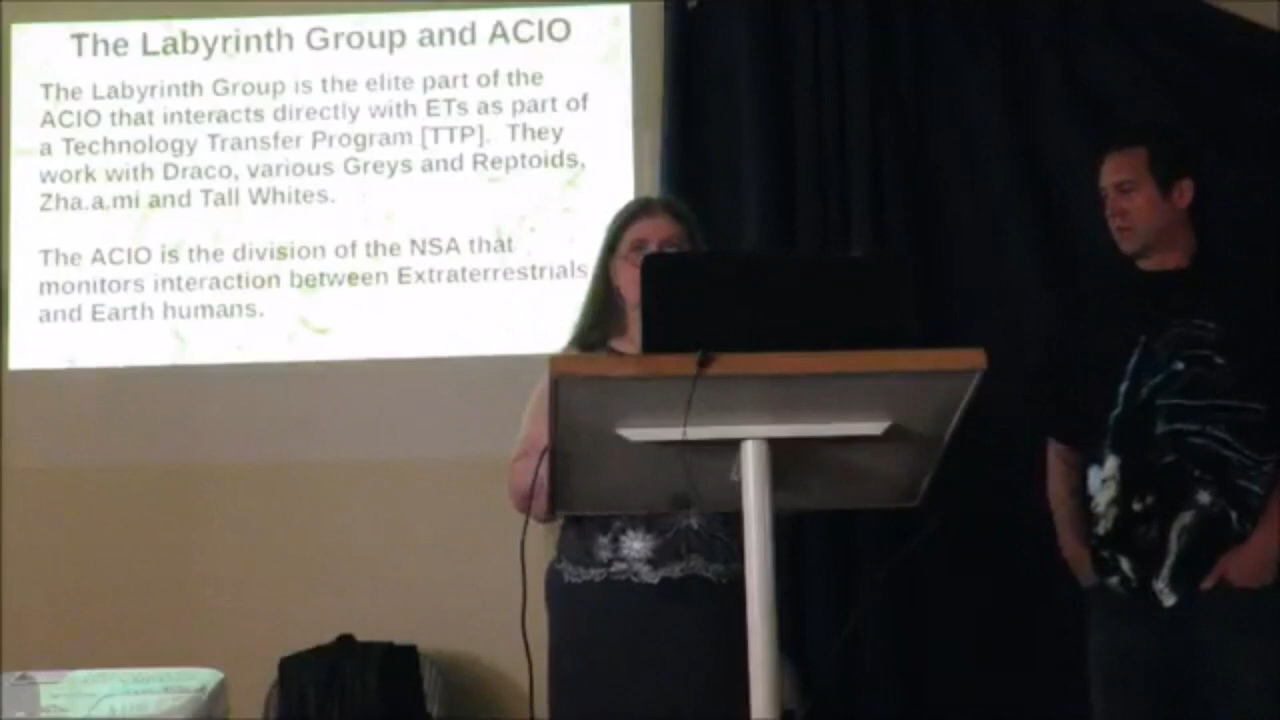 The Labyrinth Group and ACIO
The Labyrinth Group is the elite part of the
ACIO that interacts directly with ETs as part of
a Technology Transfer Program [TTP]. They
work with Draco, various Greys and Reptoids,
Zha.a.mi and Tall Whites.
The ACIO is the division of the NSA that
monitors interaction between Extraterrestrials
and Earth humans.